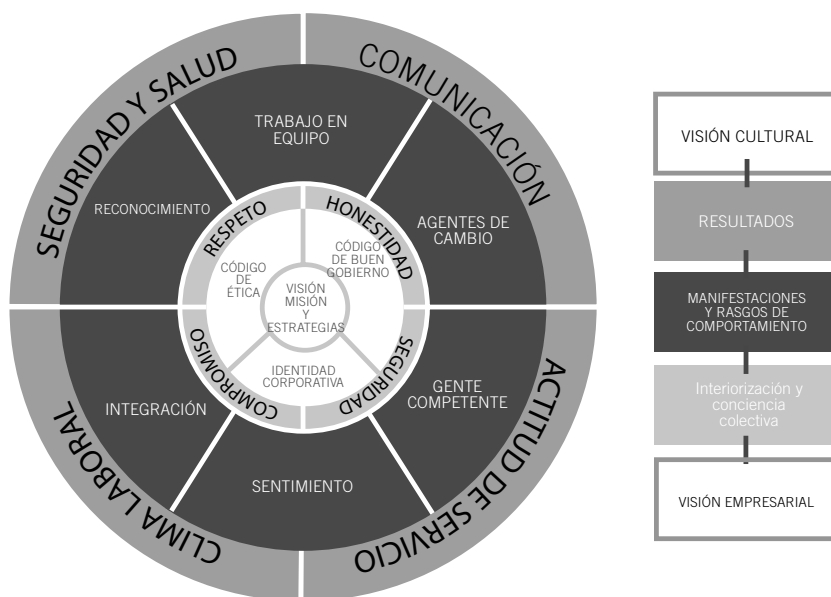 SEGURIDAD Y SALUD
COMUNICACIÓN
TRABAJO EN
EQUIPO
RECONOCIMIENTO
AGENTES DE
CAMBIO
RESPETO
HONESTIDAD
CÓDIGO
DE
ÉTICA
CÓDIGO
DE BUEN
GOBIERNO
VISIÓN
MISIÓN
Y
ESTRATEGIAS
IDENTIDAD
CORPORATIVA
COMPROMISO
SEGURIDAD
INTEGRACIÓN
GENTE
COMPETENTE
SENTIMIENTO
CLIMA LABORAL
ACTITUD DE SERVICIO
VISIÓN CULTURAL
RESULTADOS
MANIFESTACIONES
Y RASGOS DE
COMPORTAMIENTO
Interiorización y
conciencia
colectiva
VISIÓN EMPRESARIAL